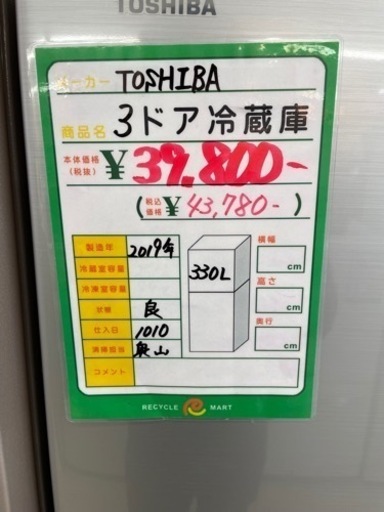 TOSHIBA
メーカー TOSHIBA
商品名 3ドア冷蔵庫
本体価格(税抜) ¥39,800-
(税込価格 ¥43,780-)
製造年 2019年
冷蔵室容量
冷凍室容量
状態 良
仕入日 1010
清掃担当 奥山
コメント
330L
横幅
cm
高さ
cm
奥行
cm
RECYCLE MART